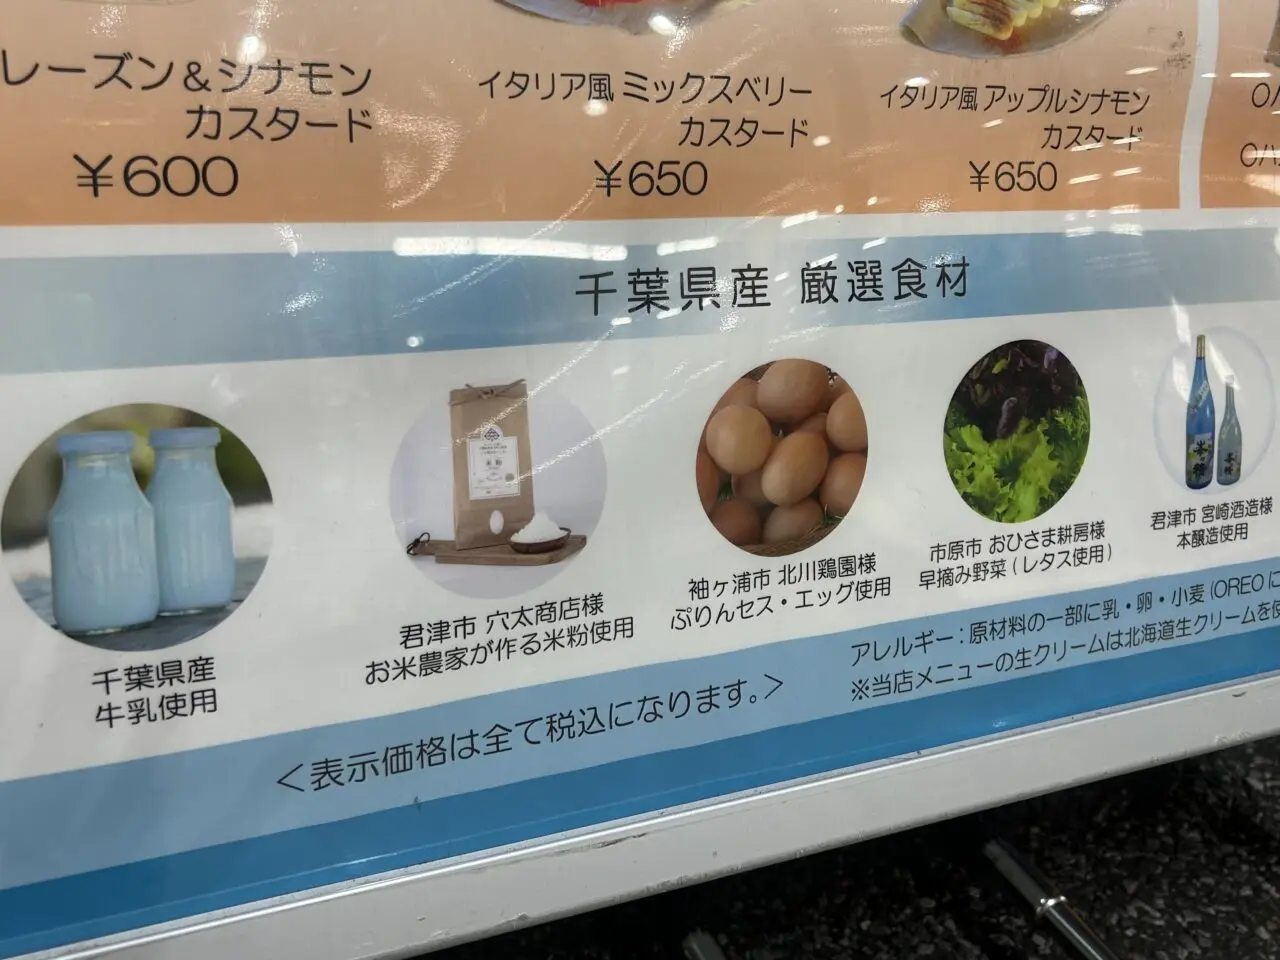 レーズン＆シナモン
カスタード
¥600
イタリア風 ミックスベリー
カスタード
¥650
イタリア風 アップルシナモン
カスタード
¥650
千葉県産 厳選食材
千葉県産
牛乳使用
君津市 穴太商店様
お米農家が作る米粉使用
米粉
袖ヶ浦市 北川鶏園様
ぷりんセス・エッグ使用
市原市 おひさま耕房様
早摘み野菜 (レタス使用)
君津市 宮崎酒造様
本醸造使用
<表示価格は全て税込になります。>
アレルギー：原材料の一部に乳・卵・小麦 (OREO に
※当店メニューの生クリームは北海道生クリームを使